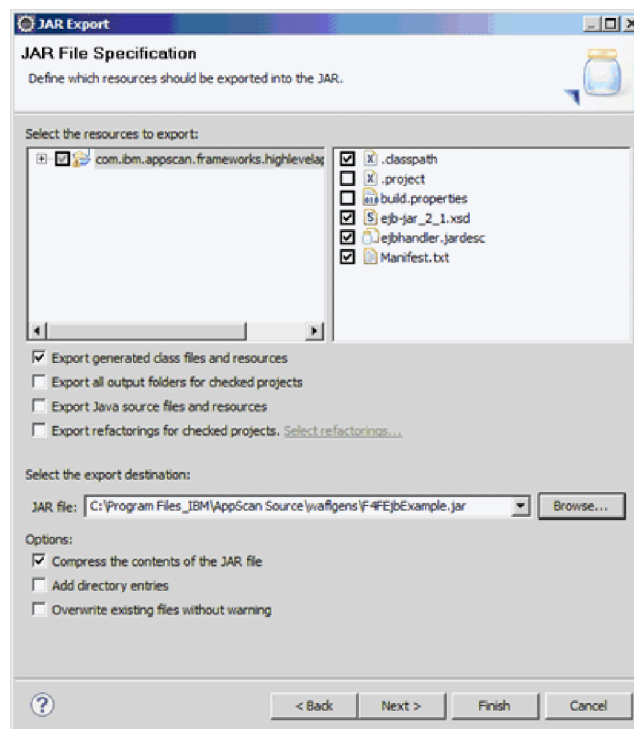 JAR Export
JAR File Specification
Define which resources should be exported into the JAR.
Select the resources to export:
com.ibm.appscan.frameworks.highlevelap
.classpath
.project
build.properties
ejb-jar_2_1.xsd
ejbhandler.jardesc
Manifest.txt
Export generated class files and resources
Export all output folders for checked projects
Export Java source files and resources
Export refactorings for checked projects. Select refactorings...
Select the export destination:
JAR file: C:\Program Files_IBM\AppScan Source\waflgens\F4FEjbExample.jar Browse...
Options:
Compress the contents of the JAR file
Add directory entries
Overwrite existing files without warning
? < Back Next > Finish Cancel